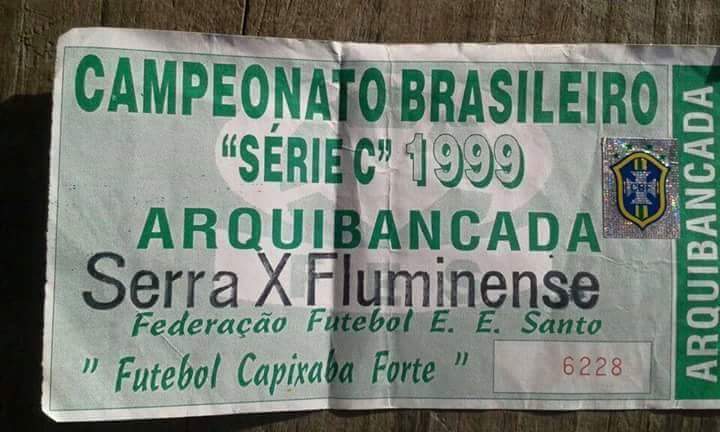 CAMPEONATO BRASILEIRO
"SÉRIE C" 1999
ARQUIBANCADA
Serra X Fluminense
Federação Futebol E. E. Santo
" Futebol Capixaba Forte "
6228
CBF
ARQUIBANCADA